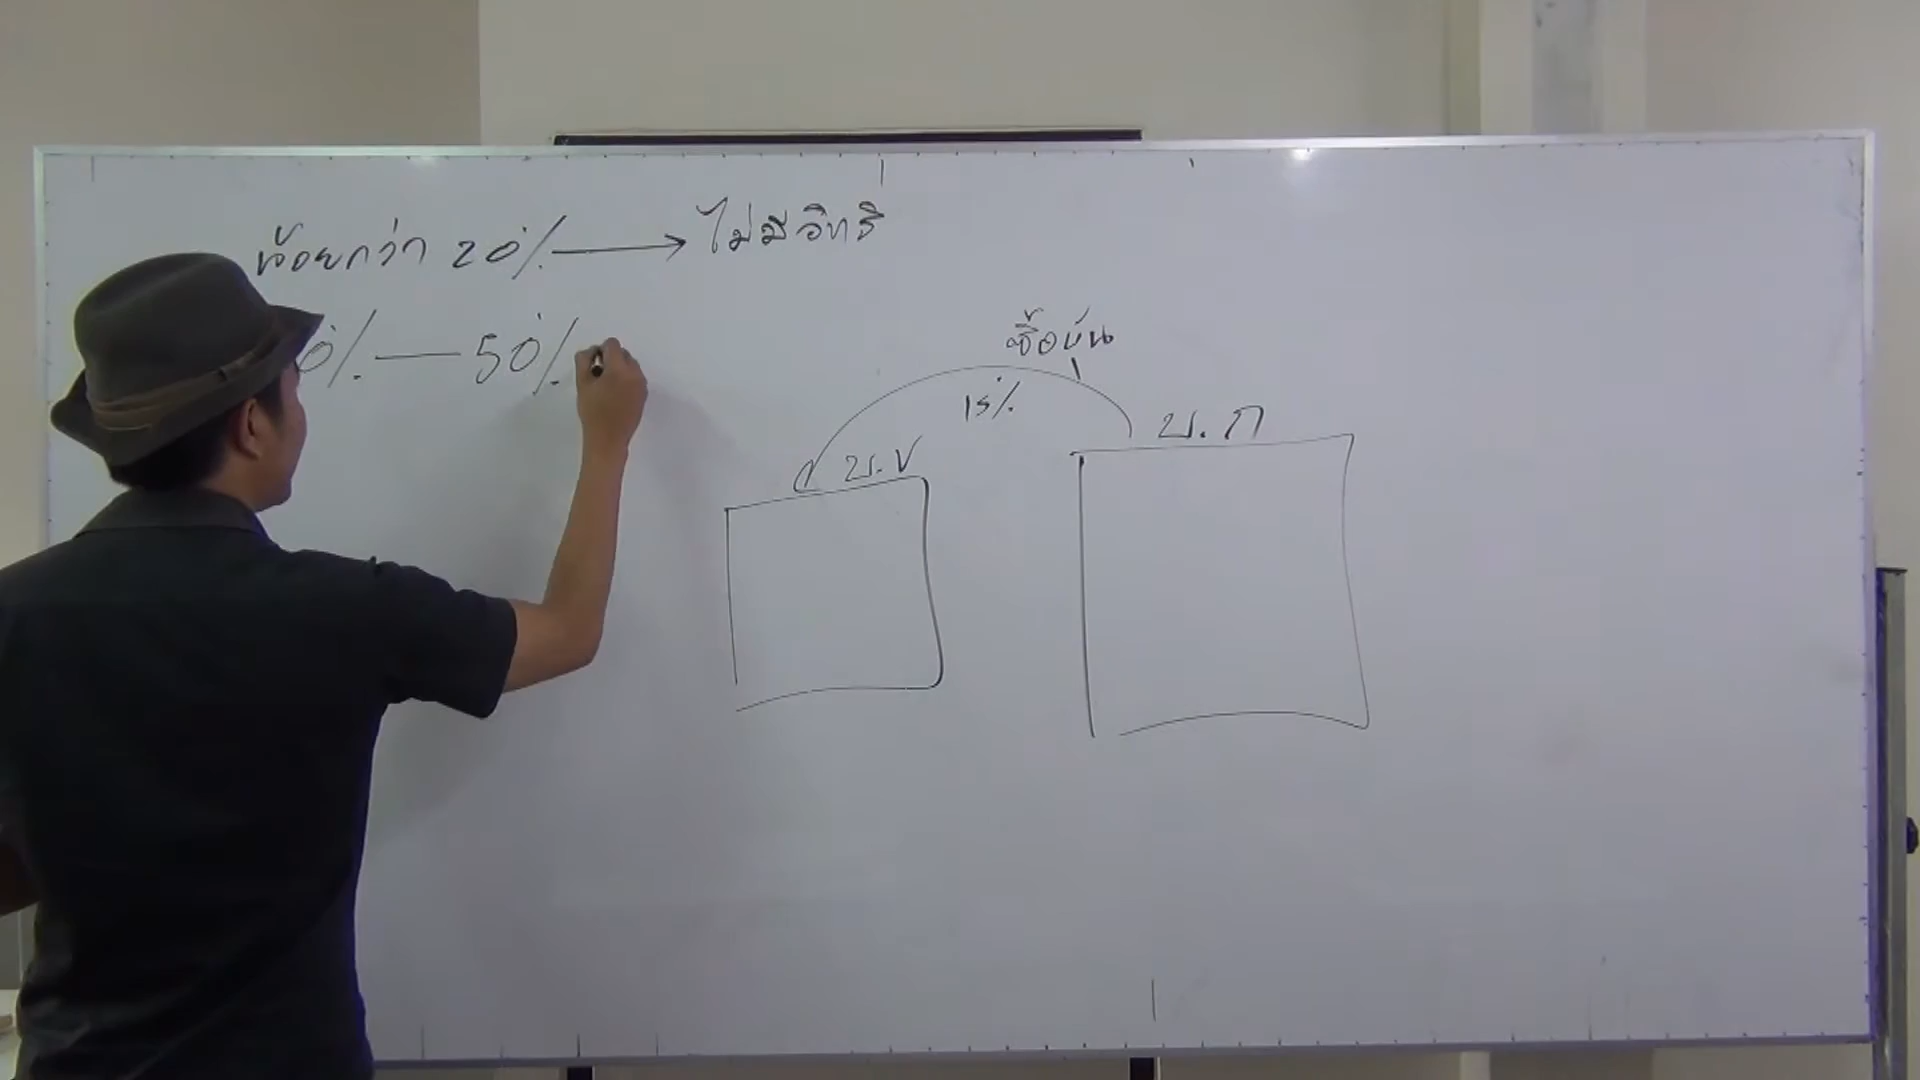 น้อยกว่า 20% → ไม่มีอิทธิ
0% — 50%
ซื้อหุ้น
15%
บ. ข
บ. ก